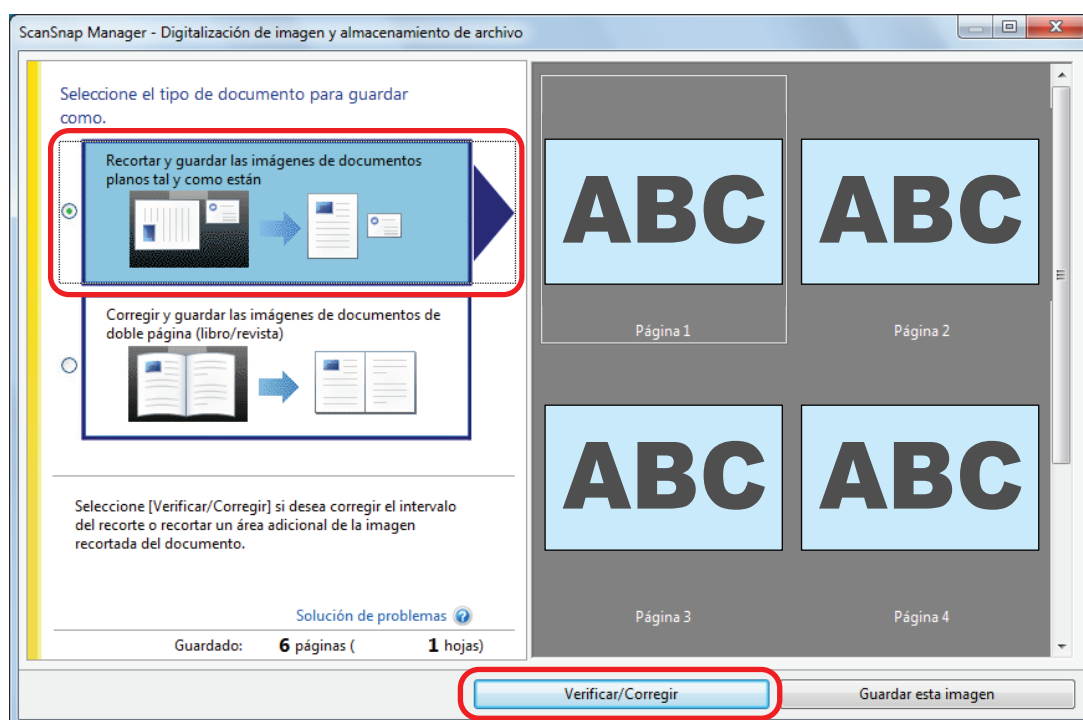 ScanSnap Manager - Digitalización de imagen y almacenamiento de archivo
Seleccione el tipo de documento para guardar
como.
Recortar y guardar las imágenes de documentos
planos tal y como están
Corregir y guardar las imágenes de documentos de
doble página (libro/revista)
Seleccione [Verificar/Corregir] si desea corregir el intervalo
del recorte o recortar un área adicional de la imagen
recortada del documento.
Solución de problemas
Guardado: 6 páginas ( 1 hojas)
ABC
ABC
Página 1
Página 2
ABC
ABC
Página 3
Página 4
Verificar/Corregir
Guardar esta imagen